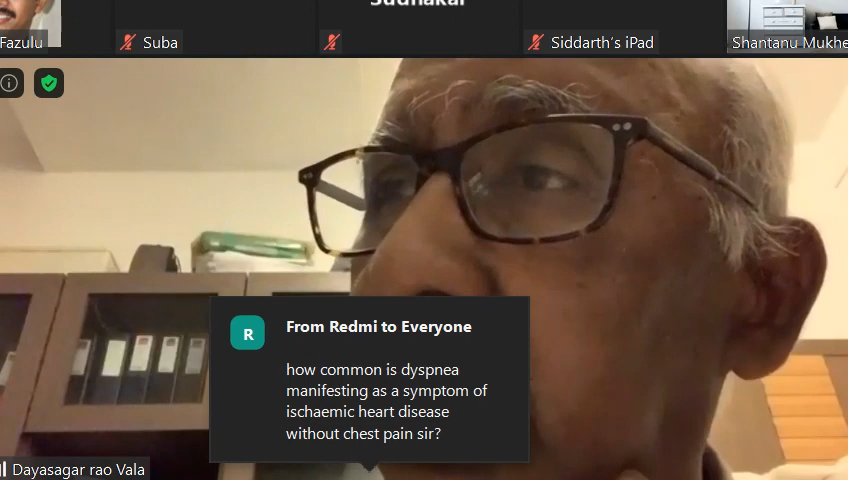 Sudhakar
Fazulu
Suba
Siddarth's iPad
Shantanu Mukhe
R
From Redmi to Everyone
how common is dyspnea
manifesting as a symptom of
ischaemic heart disease
without chest pain sir?
Dayasagar rao Vala